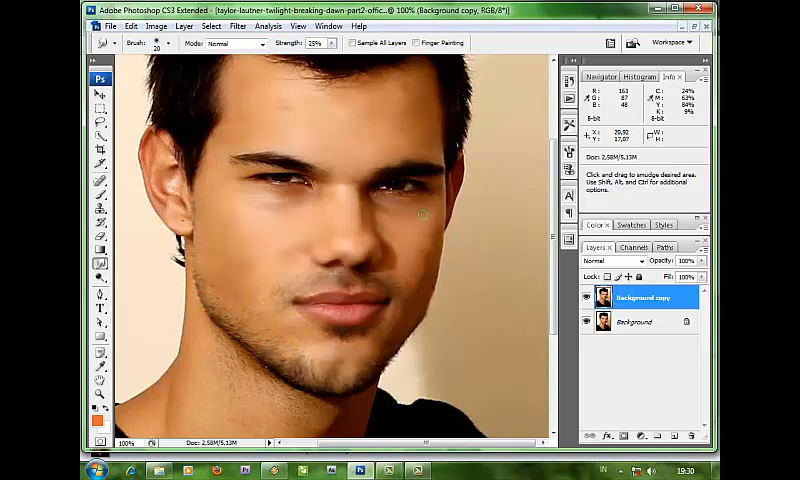 Adobe Photoshop CS3 Extended - [taylor-lautner-twilight-breaking-dawn-part2-offic...@ 100% (Background copy, RGB/8*)]
File Edit Image Layer Select Filter Analysis View Window Help
Brush: 20 Mode: Normal Strength: 25% Sample All Layers Finger Painting Workspace
Ps
Navigator Histogram Info x
R: 163 C: 24%
G: 87 M: 63%
B: 48 Y: 84%
K: 9%
8-bit 8-bit
X: 20,92 W:
Y: 17,07 H:
Doc: 2,58M/5,13M
Click and drag to smudge desired area.
Use Shift, Alt, and Ctrl for additional
options.
Color x Swatches Styles
Layers x Channels Paths
Normal Opacity: 100%
Lock: Fill: 100%
Background copy
Background
100% Doc: 2,58M/5,13M
IN 19:30